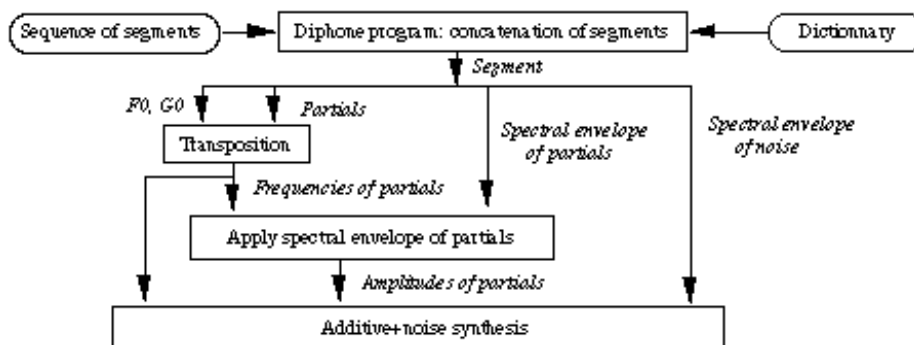 Sequence of segments
Diphone program: concatenation of segments
Dictionnary
Segment
F0, G0
Partials
Transposition
Spectral envelope
of partials
Spectral envelope
of noise
Frequencies of partials
Apply spectral envelope of partials
Amplitudes of partials
Additive+noise synthesis